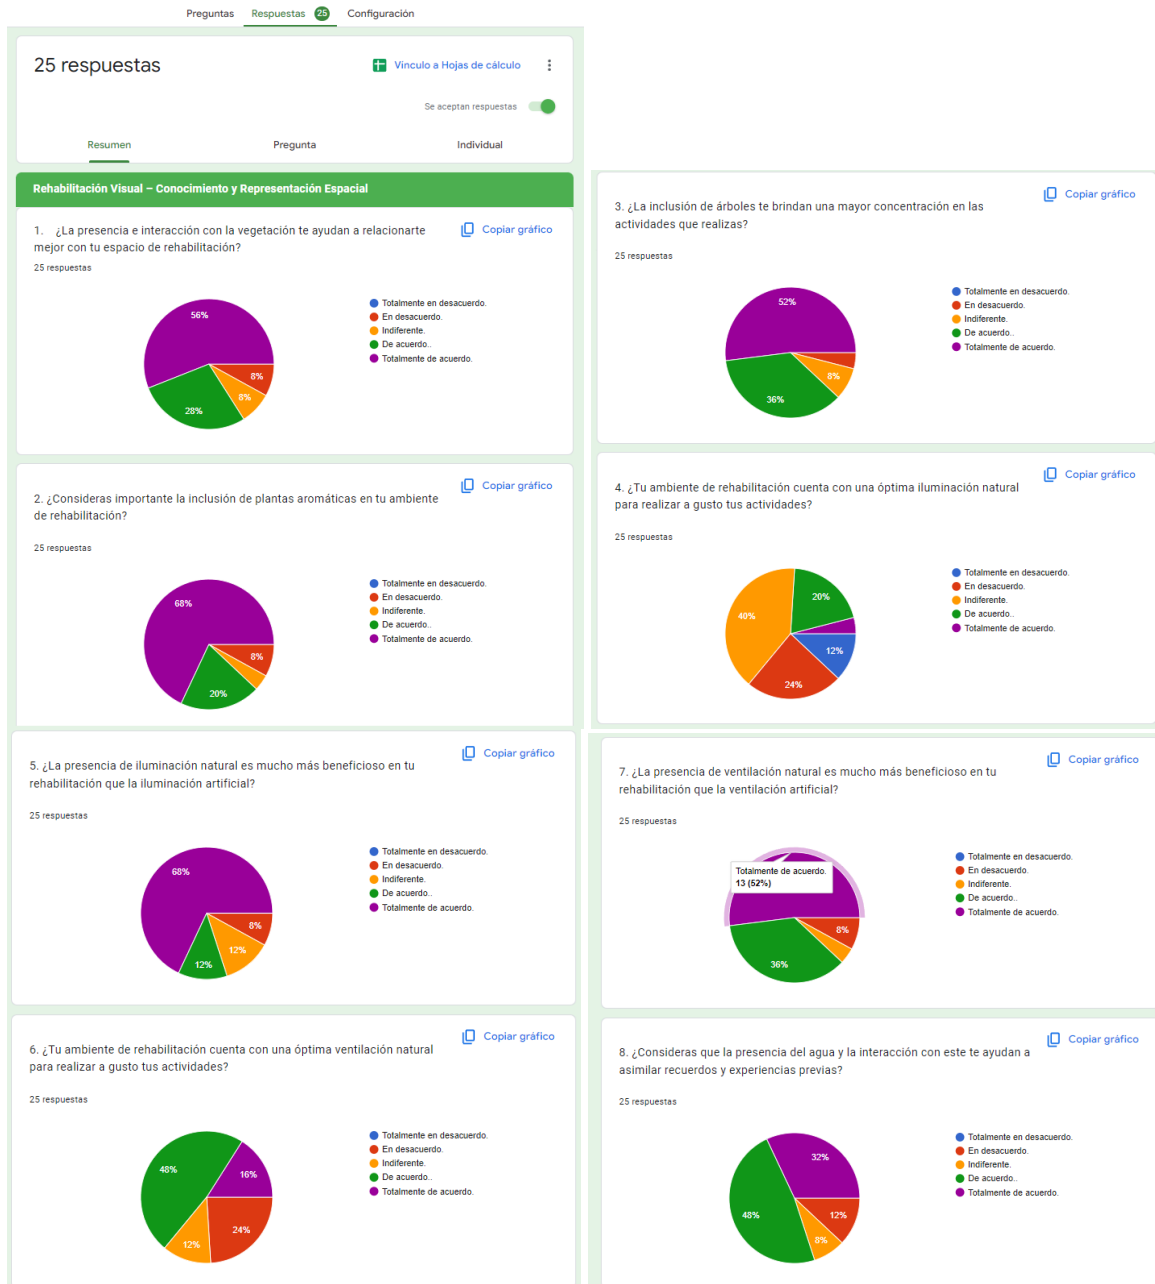 Preguntas Respuestas 25 Configuración
25 respuestas
Vinculo a Hojas de cálculo
Se aceptan respuestas
Resumen Pregunta Individual
Rehabilitación Visual – Conocimiento y Representación Espacial
1. ¿La presencia e interacción con la vegetación te ayudan a relacionarte
mejor con tu espacio de rehabilitación?
Copiar gráfico
25 respuestas
56%
8%
8%
28%
Totalmente en desacuerdo.
En desacuerdo.
Indiferente.
De acuerdo..
Totalmente de acuerdo.
2. ¿Consideras importante la inclusión de plantas aromáticas en tu ambiente
de rehabilitación?
Copiar gráfico
25 respuestas
68%
8%
20%
Totalmente en desacuerdo.
En desacuerdo.
Indiferente.
De acuerdo..
Totalmente de acuerdo.
3. ¿La inclusión de árboles te brindan una mayor concentración en las
actividades que realizas?
Copiar gráfico
25 respuestas
52%
8%
36%
Totalmente en desacuerdo.
En desacuerdo.
Indiferente.
De acuerdo..
Totalmente de acuerdo.
4. ¿Tu ambiente de rehabilitación cuenta con una óptima iluminación natural
para realizar a gusto tus actividades?
Copiar gráfico
25 respuestas
20%
40%
12%
24%
Totalmente en desacuerdo.
En desacuerdo.
Indiferente.
De acuerdo..
Totalmente de acuerdo.
5. ¿La presencia de iluminación natural es mucho más beneficioso en tu
rehabilitación que la iluminación artificial?
Copiar gráfico
25 respuestas
68%
8%
12%
12%
Totalmente en desacuerdo.
En desacuerdo.
Indiferente.
De acuerdo..
Totalmente de acuerdo.
6. ¿Tu ambiente de rehabilitación cuenta con una óptima ventilación natural
para realizar a gusto tus actividades?
Copiar gráfico
25 respuestas
48%
16%
24%
12%
Totalmente en desacuerdo.
En desacuerdo.
Indiferente.
De acuerdo..
Totalmente de acuerdo.
7. ¿La presencia de ventilación natural es mucho más beneficioso en tu
rehabilitación que la ventilación artificial?
Copiar gráfico
25 respuestas
Totalmente de acuerdo.
13 (52%)
8%
36%
Totalmente en desacuerdo.
En desacuerdo.
Indiferente.
De acuerdo..
Totalmente de acuerdo.
8. ¿Consideras que la presencia del agua y la interacción con este te ayudan a
asimilar recuerdos y experiencias previas?
Copiar gráfico
25 respuestas
32%
48%
12%
8%
Totalmente en desacuerdo.
En desacuerdo.
Indiferente.
De acuerdo..
Totalmente de acuerdo.